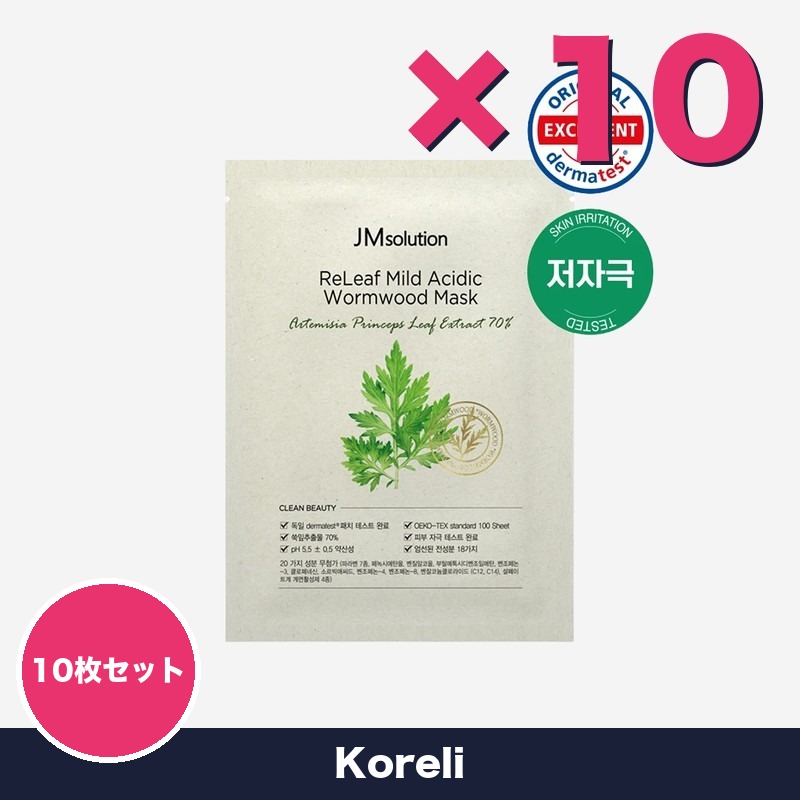 ×10
ORIGINAL
EXCELLENT
dermatest®
SKIN IRRITATION
저자극
TESTED
JMsolution
ReLeaf Mild Acidic
Wormwood Mask
Artemisia Princeps Leaf Extract 70%
WORMWOOD
CLEAN BEAUTY
독일 dermatest® 패치 테스트 완료
OEKO-TEX standard 100 Sheet
쑥잎추출물 70%
피부 자극 테스트 완료
pH 5.5 ± 0.5 약산성
엄선된 전성분 18가지
20 가지 성분 무첨가
10枚セット
Koreli